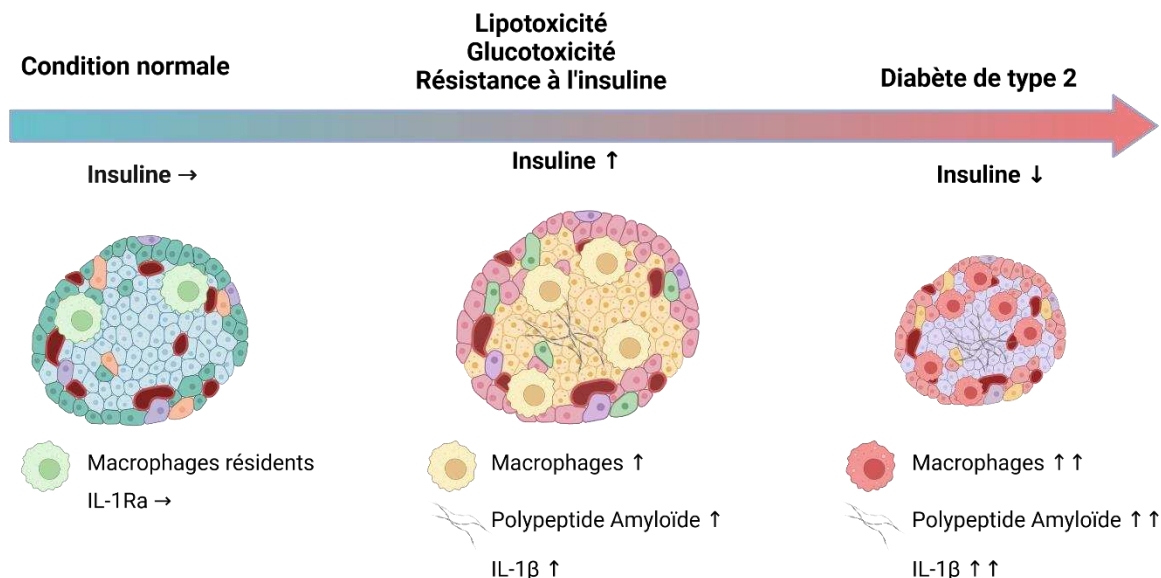 Condition normale
Lipotoxicité
Glucotoxicité
Résistance à l'insuline
Diabète de type 2
Insuline →
Insuline ↑
Insuline ↓
Macrophages résidents
IL-1Ra →
Macrophages ↑
Polypeptide Amyloïde ↑
IL-1β ↑
Macrophages ↑↑
Polypeptide Amyloïde ↑↑
IL-1β ↑↑